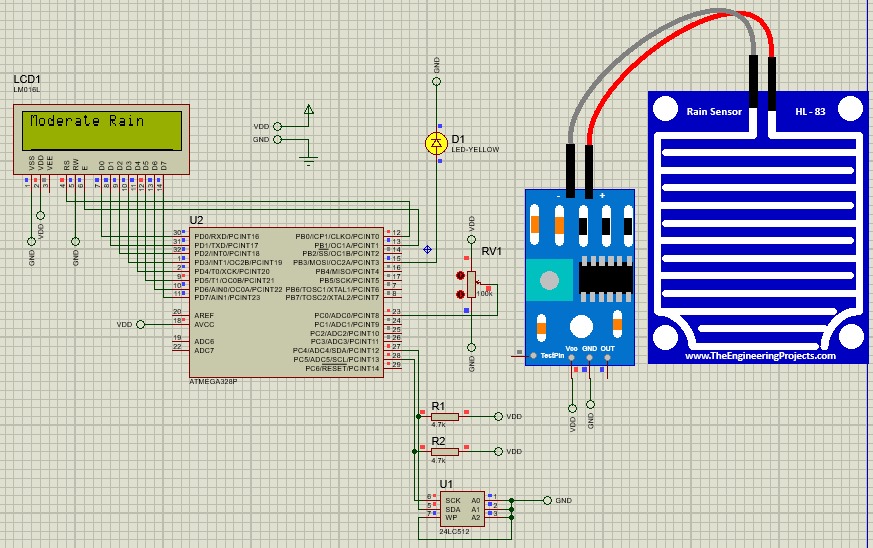 LCD1
LM016L
Moderate Rain
VSS
VDD
VEE
RS
RW
E
D0
D1
D2
D3
D4
D5
D6
D7
1
2
3
4
5
6
7
8
9
10
11
12
13
14
VDD
GND
GND
VDD
GND
GND
D1
LED-YELLOW
Rain Sensor
HL - 83
- +
U2
30 PD0/RXD/PCINT16 PB0/ICP1/CLKO/PCINT0 12
31 PD1/TXD/PCINT17 PB1/OC1A/PCINT1 13
32 PD2/INT0/PCINT18 PB2/SS/OC1B/PCINT2 14
1 PD3/INT1/OC2B/PCINT19 PB3/MOSI/OC2A/PCINT3 15
2 PD4/T0/XCK/PCINT20 PB4/MISO/PCINT4 16
9 PD5/T1/OC0B/PCINT21 PB5/SCK/PCINT5 17
10 PD6/AIN0/OC0A/PCINT22 PB6/TOSC1/XTAL1/PCINT6 7
11 PD7/AIN1/PCINT23 PB7/TOSC2/XTAL2/PCINT7 8
20 AREF PC0/ADC0/PCINT8 23
VDD 18 AVCC PC1/ADC1/PCINT9 24
PC2/ADC2/PCINT10 25
19 ADC6 PC3/ADC3/PCINT11 26
22 ADC7 PC4/ADC4/SDA/PCINT12 27
PC5/ADC5/SCL/PCINT13 28
PC6/RESET/PCINT14 29
ATMEGA328P
VDD
RV1
100k
GND
TestPin
Vcc GND OUT
VDD
GND
www.TheEngineeringProjects.com
R1
4.7k
VDD
R2
4.7k
VDD
U1
6 SCK A0 1
5 SDA A1 2
7 WP A2 3
24LC512
GND